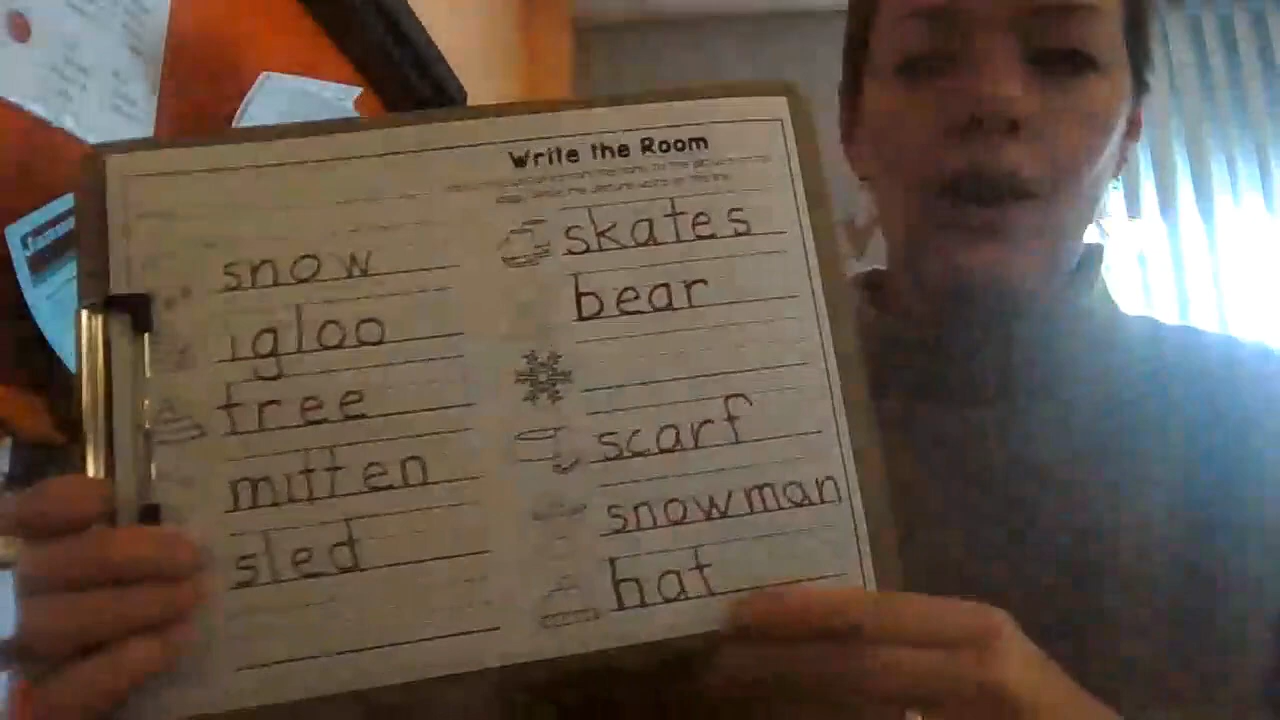 Write the Room
snow
igloo
tree
mitten
sled
skates
bear
scarf
snowman
hat